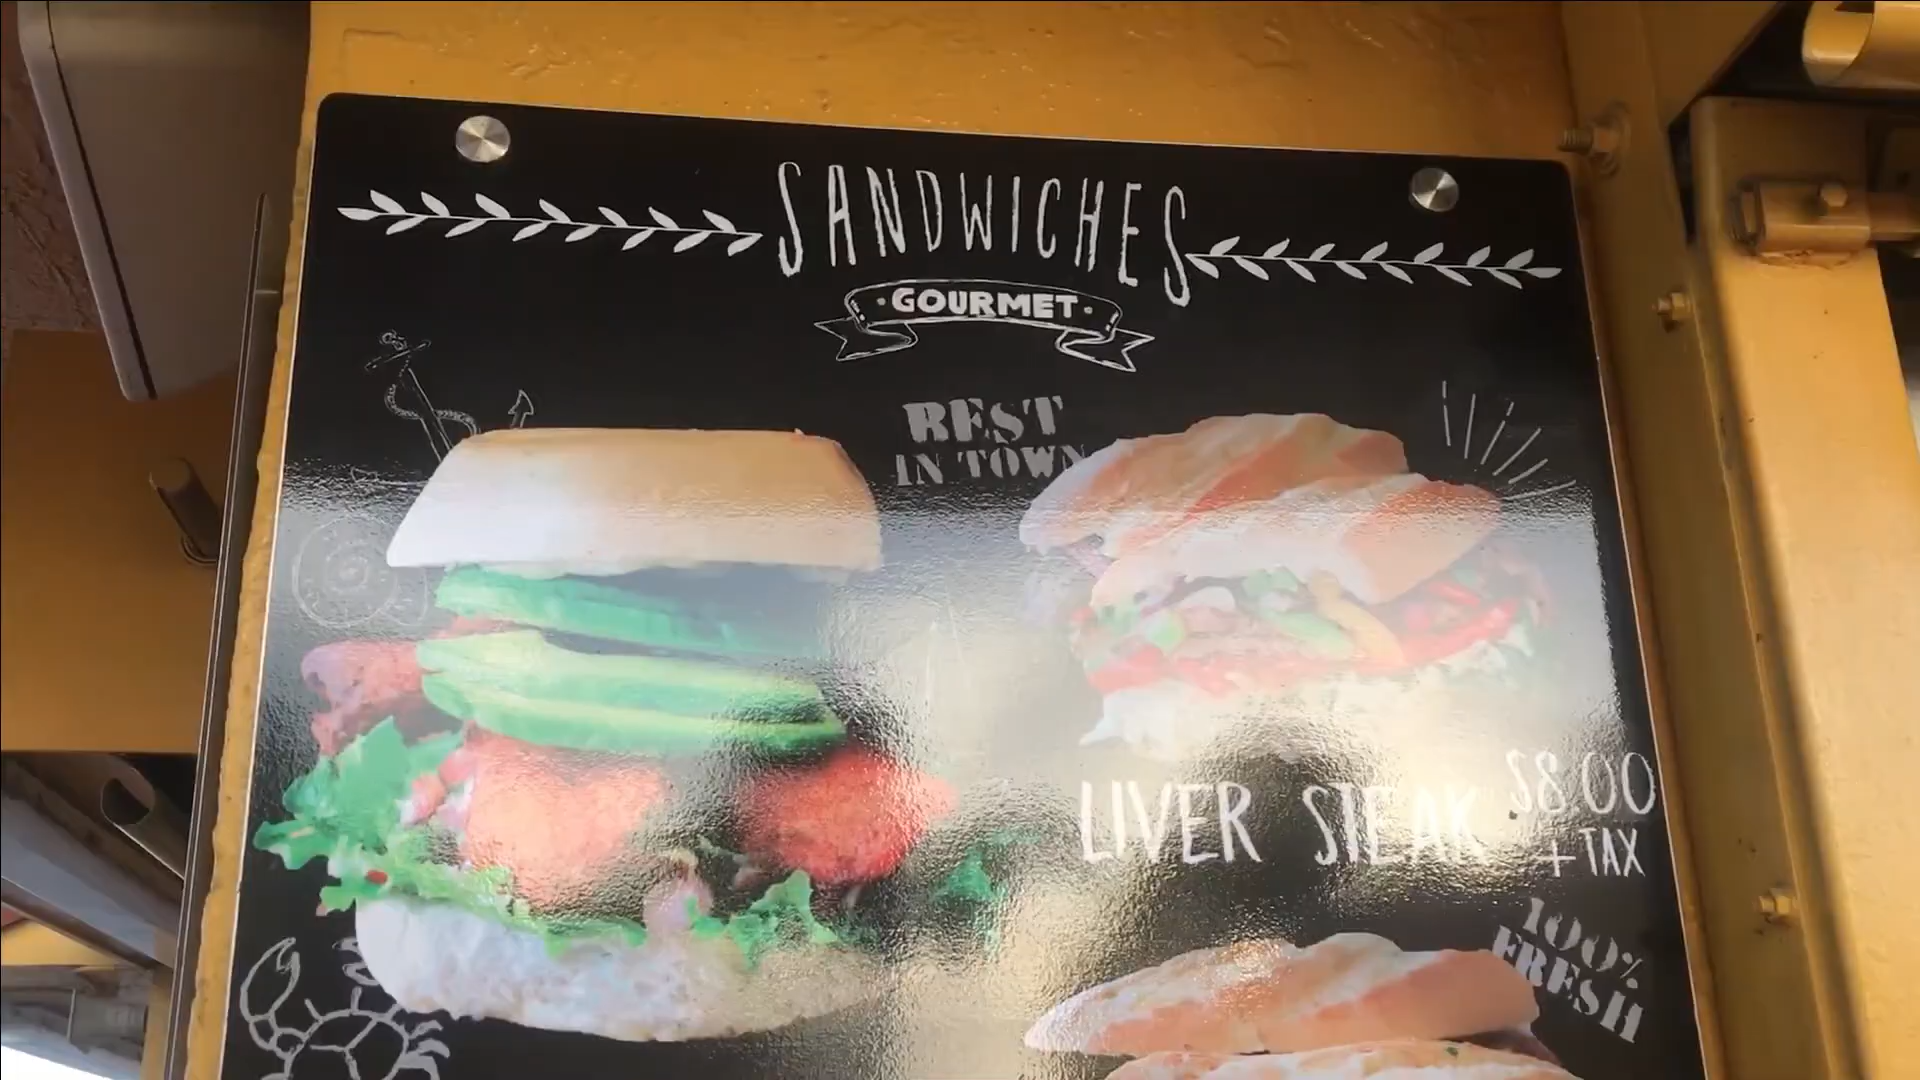 SANDWICHES
GOURMET
BEST
IN TOWN
LIVER STEAK $8.00
+ TAX
100%
FRESH